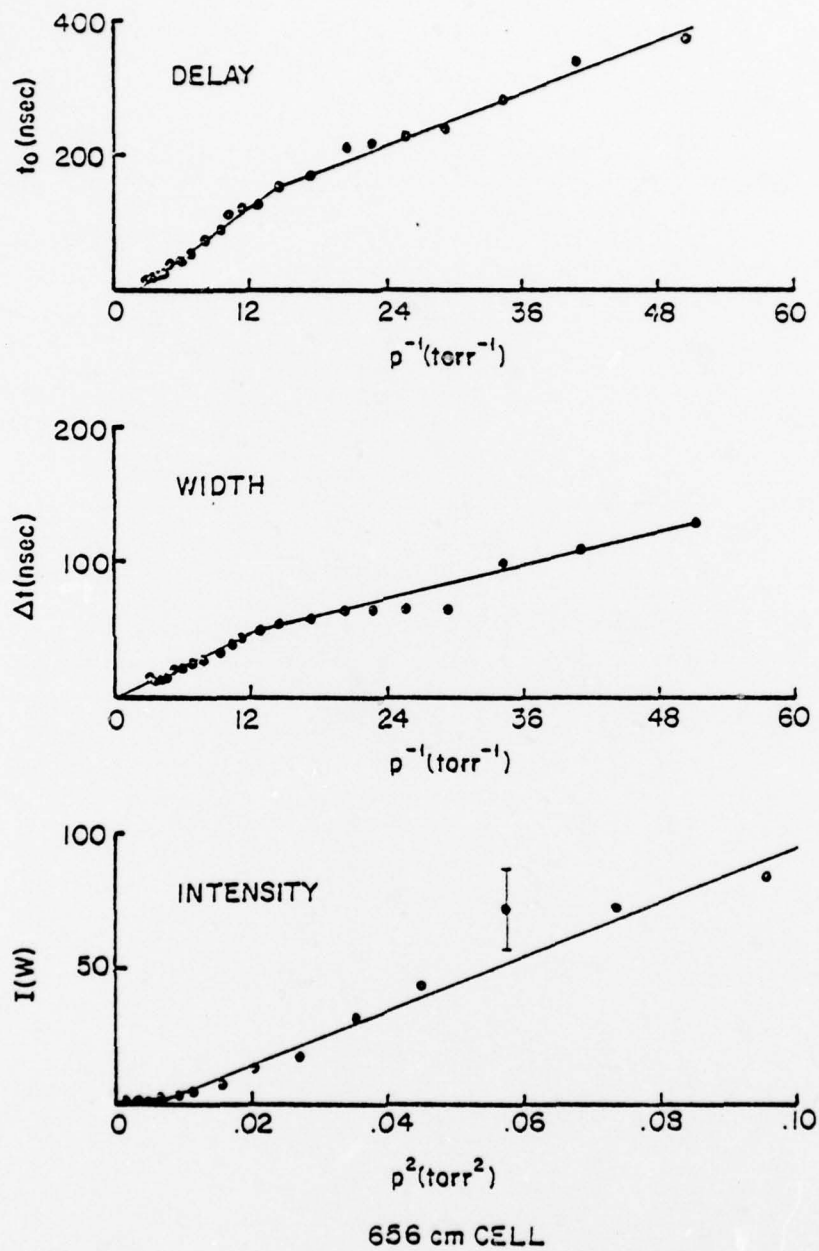 400
DELAY
t₀ (nsec)
200
0 12 24 36 48 60
p⁻¹ (torr⁻¹)
200
WIDTH
Δt (nsec)
100
0 12 24 36 48 60
p⁻¹ (torr⁻¹)
100
INTENSITY
I (W)
50
0 .02 .04 .06 .08 .10
p² (torr²)
656 cm CELL